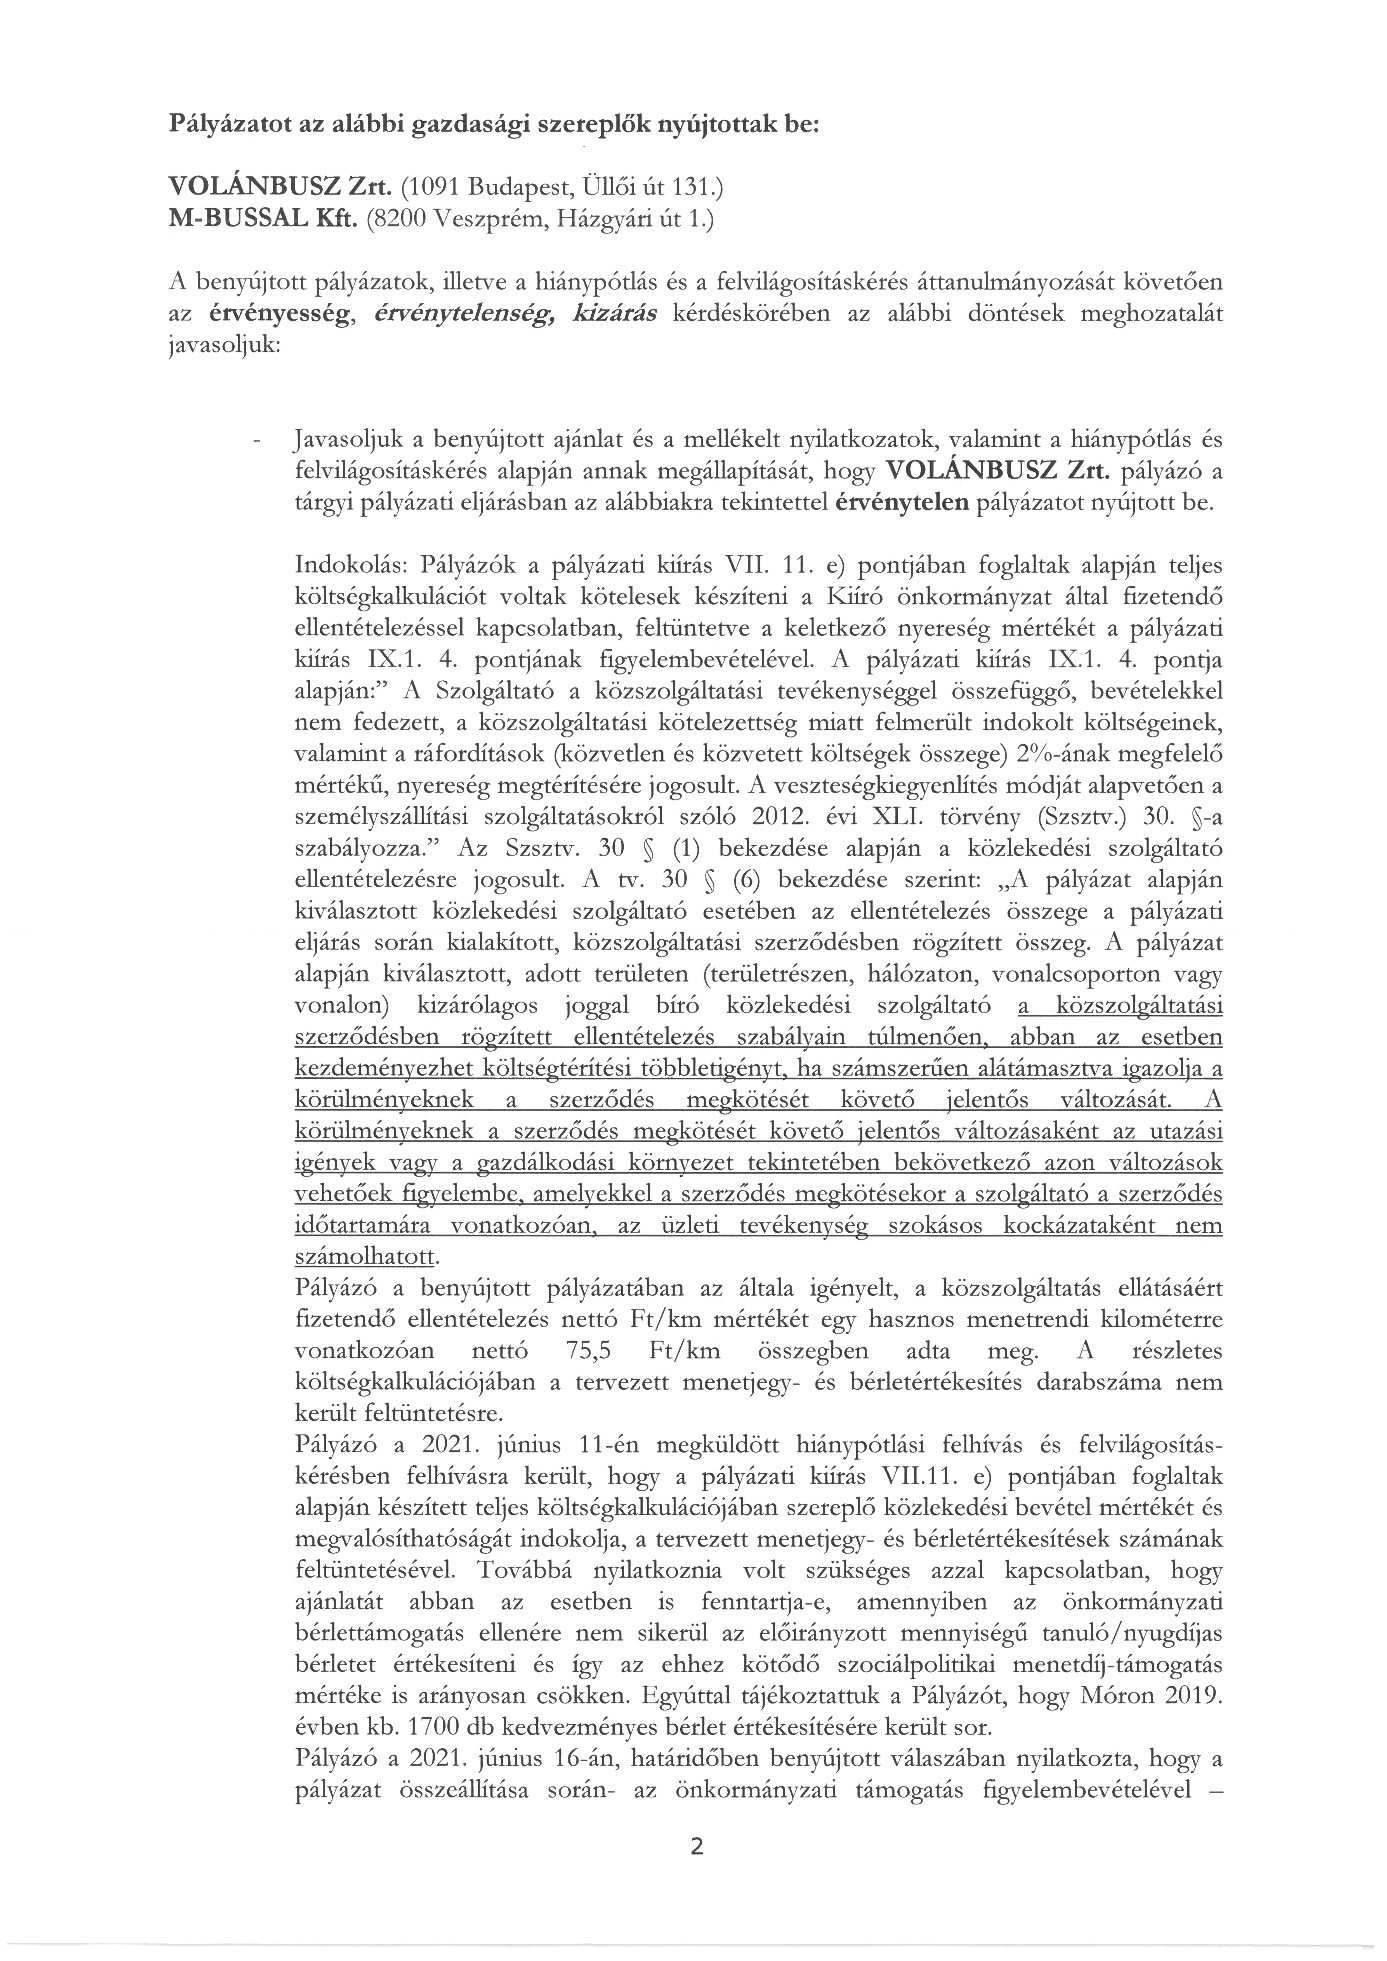 Pályázatot az alábbi gazdasági szereplők nyújtottak be:
VOLÁNBUSZ Zrt. (1091 Budapest, Üllői út 131.)
M-BUSSAL Kft. (8200 Veszprém, Házgyári út 1.)
A benyújtott pályázatok, illetve a hiánypótlás és a felvilágosításkérés áttanulmányozását követően
az érvényesség, érvénytelenség, kizárás kérdéskörében az alábbi döntések meghozatalát
javasoljuk:
- Javasoljuk a benyújtott ajánlat és a mellékelt nyilatkozatok, valamint a hiánypótlás és
felvilágosításkérés alapján annak megállapítását, hogy VOLÁNBUSZ Zrt. pályázó a
tárgyi pályázati eljárásban az alábbiakra tekintettel érvénytelen pályázatot nyújtott be.
Indokolás: Pályázók a pályázati kiírás VII. 11. e) pontjában foglaltak alapján teljes
költségkalkulációt voltak kötelesek készíteni a Kiíró önkormányzat által fizetendő
ellentételezéssel kapcsolatban, feltüntetve a keletkező nyereség mértékét a pályázati
kiírás IX.1. 4. pontjának figyelembevételével. A pályázati kiírás IX.1. 4. pontja
alapján:” A Szolgáltató a közszolgáltatási tevékenységgel összefüggő, bevételekkel
nem fedezett, a közszolgáltatási kötelezettség miatt felmerült indokolt költségeinek,
valamint a ráfordítások (közvetlen és közvetett költségek összege) 2%-ának megfelelő
mértékű, nyereség megtérítésére jogosult. A veszteségkiegyenlítés módját alapvetően a
személyszállítási szolgáltatásokról szóló 2012. évi XLI. törvény (Szsztv.) 30. §-a
szabályozza.” Az Szsztv. 30 § (1) bekezdése alapján a közlekedési szolgáltató
ellentételezésre jogosult. A tv. 30 § (6) bekezdése szerint: „A pályázat alapján
kiválasztott közlekedési szolgáltató esetében az ellentételezés összege a pályázati
eljárás során kialakított, közszolgáltatási szerződésben rögzített összeg. A pályázat
alapján kiválasztott, adott területen (területrészen, hálózaton, vonalcsoporton vagy
vonalon) kizárólagos joggal bíró közlekedési szolgáltató a közszolgáltatási
szerződésben rögzített ellentételezés szabályain túlmenően, abban az esetben
kezdeményezhet költségtérítési többletigényt, ha számszerűen alátámasztva igazolja a
körülményeknek a szerződés megkötését követő jelentős változását. A
körülményeknek a szerződés megkötését követő jelentős változásaként az utazási
igények vagy a gazdálkodási környezet tekintetében bekövetkező azon változások
vehetőek figyelembe, amelyekkel a szerződés megkötésekor a szolgáltató a szerződés
időtartamára vonatkozóan, az üzleti tevékenység szokásos kockázataként nem
számolhatott.
Pályázó a benyújtott pályázatában az általa igényelt, a közszolgáltatás ellátásáért
fizetendő ellentételezés nettó Ft/km mértékét egy hasznos menetrendi kilométerre
vonatkozóan nettó 75,5 Ft/km összegben adta meg. A részletes
költségkalkulációjában a tervezett menetjegy- és bérletértékesítés darabszáma nem
került feltüntetésre.
Pályázó a 2021. június 11-én megküldött hiánypótlási felhívás és felvilágosítás-
kérésben felhívásra került, hogy a pályázati kiírás VII.11. e) pontjában foglaltak
alapján készített teljes költségkalkulációjában szereplő közlekedési bevétel mértékét és
megvalósíthatóságát indokolja, a tervezett menetjegy- és bérletértékesítések számának
feltüntetésével. Továbbá nyilatkoznia volt szükséges azzal kapcsolatban, hogy
ajánlatát abban az esetben is fenntartja-e, amennyiben az önkormányzati
bérlettámogatás ellenére nem sikerül az előirányzott mennyiségű tanuló/nyugdíjas
bérletet értékesíteni és így az ehhez kötődő szociálpolitikai menetdíj-támogatás
mértéke is arányosan csökken. Egyúttal tájékoztattuk a Pályázót, hogy Móron 2019.
évben kb. 1700 db kedvezményes bérlet értékesítésére került sor.
Pályázó a 2021. június 16-án, határidőben benyújtott válaszában nyilatkozta, hogy a
pályázat összeállítása során- az önkormányzati támogatás figyelembevételével –
2